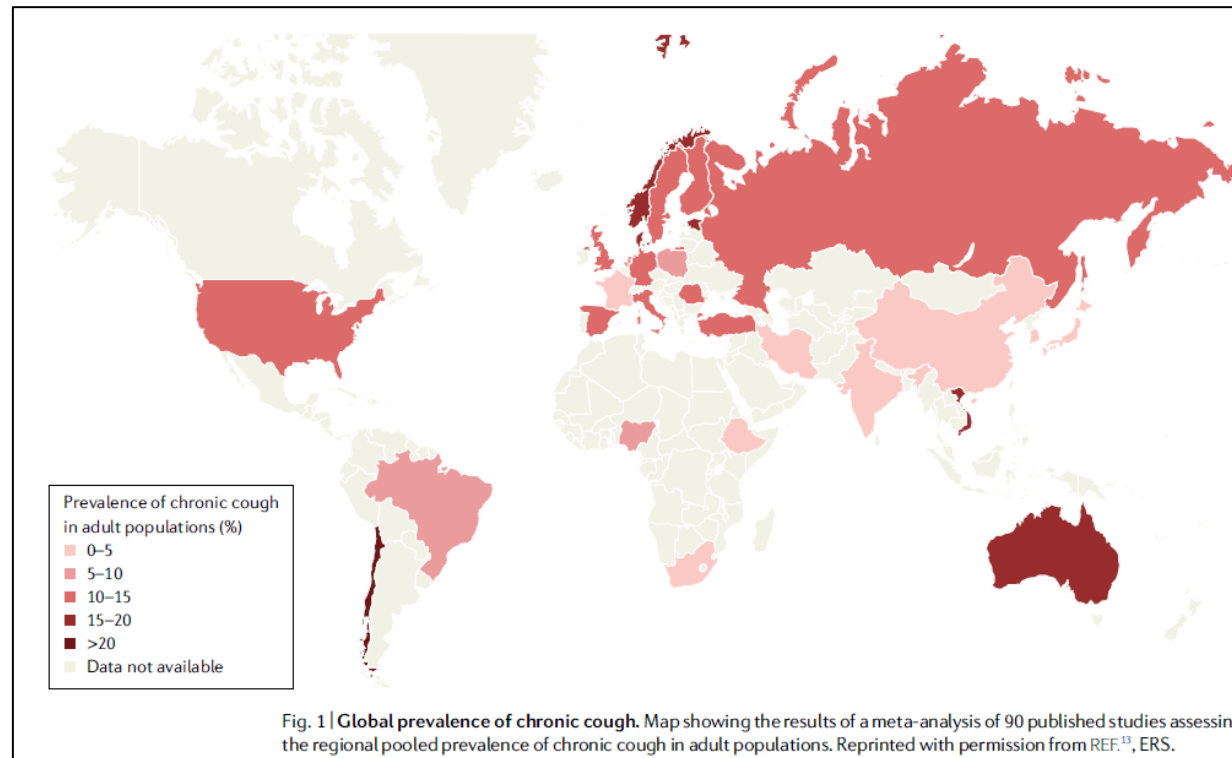 Prevalence of chronic cough
in adult populations (%)
0–5
5–10
10–15
15–20
>20
Data not available
Fig. 1 | Global prevalence of chronic cough. Map showing the results of a meta-analysis of 90 published studies assessin
the regional pooled prevalence of chronic cough in adult populations. Reprinted with permission from REF.¹³, ERS.